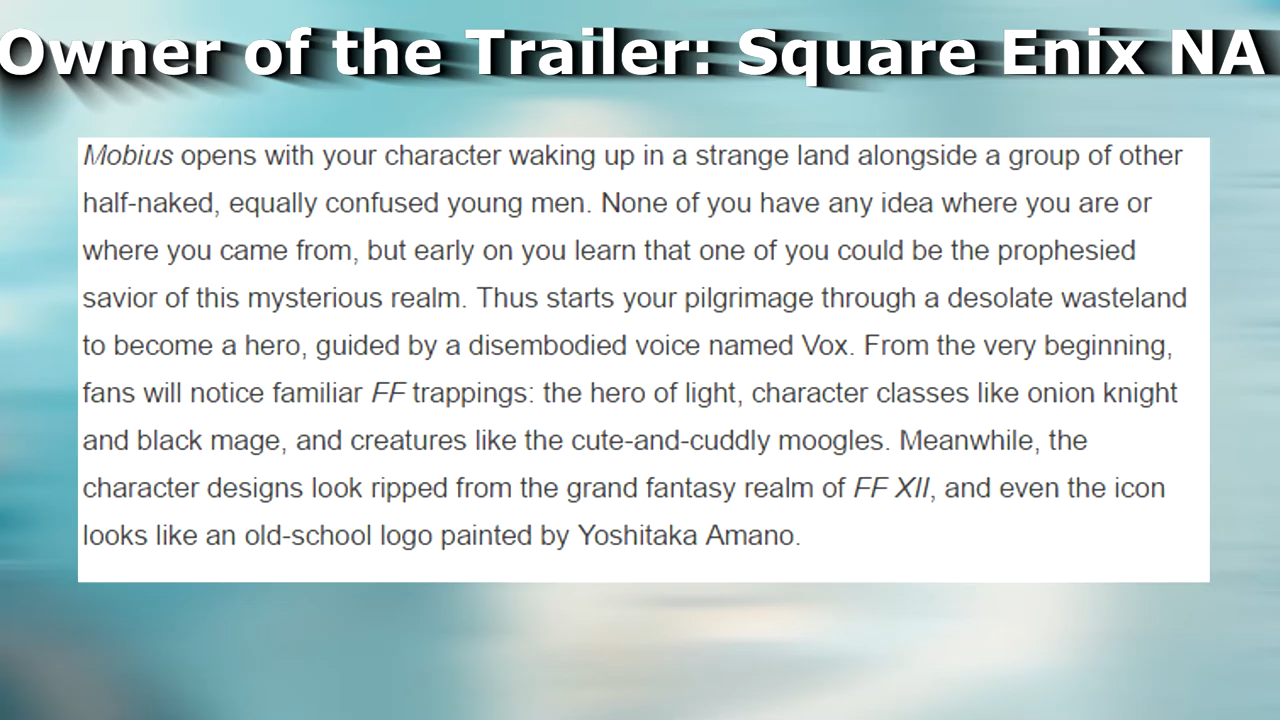 Owner of the Trailer: Square Enix NA
Mobius opens with your character waking up in a strange land alongside a group of other
half-naked, equally confused young men. None of you have any idea where you are or
where you came from, but early on you learn that one of you could be the prophesied
savior of this mysterious realm. Thus starts your pilgrimage through a desolate wasteland
to become a hero, guided by a disembodied voice named Vox. From the very beginning,
fans will notice familiar FF trappings: the hero of light, character classes like onion knight
and black mage, and creatures like the cute-and-cuddly moogles. Meanwhile, the
character designs look ripped from the grand fantasy realm of FF XII, and even the icon
looks like an old-school logo painted by Yoshitaka Amano.